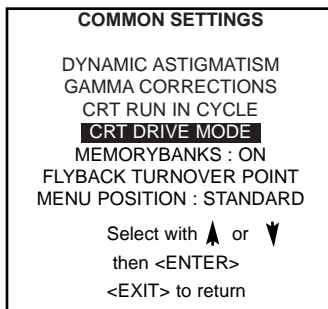 COMMON SETTINGS
DYNAMIC ASTIGMATISM
GAMMA CORRECTIONS
CRT RUN IN CYCLE
CRT DRIVE MODE
MEMORYBANKS : ON
FLYBACK TURNOVER POINT
MENU POSITION : STANDARD
Select with or
then <ENTER>
<EXIT> to return